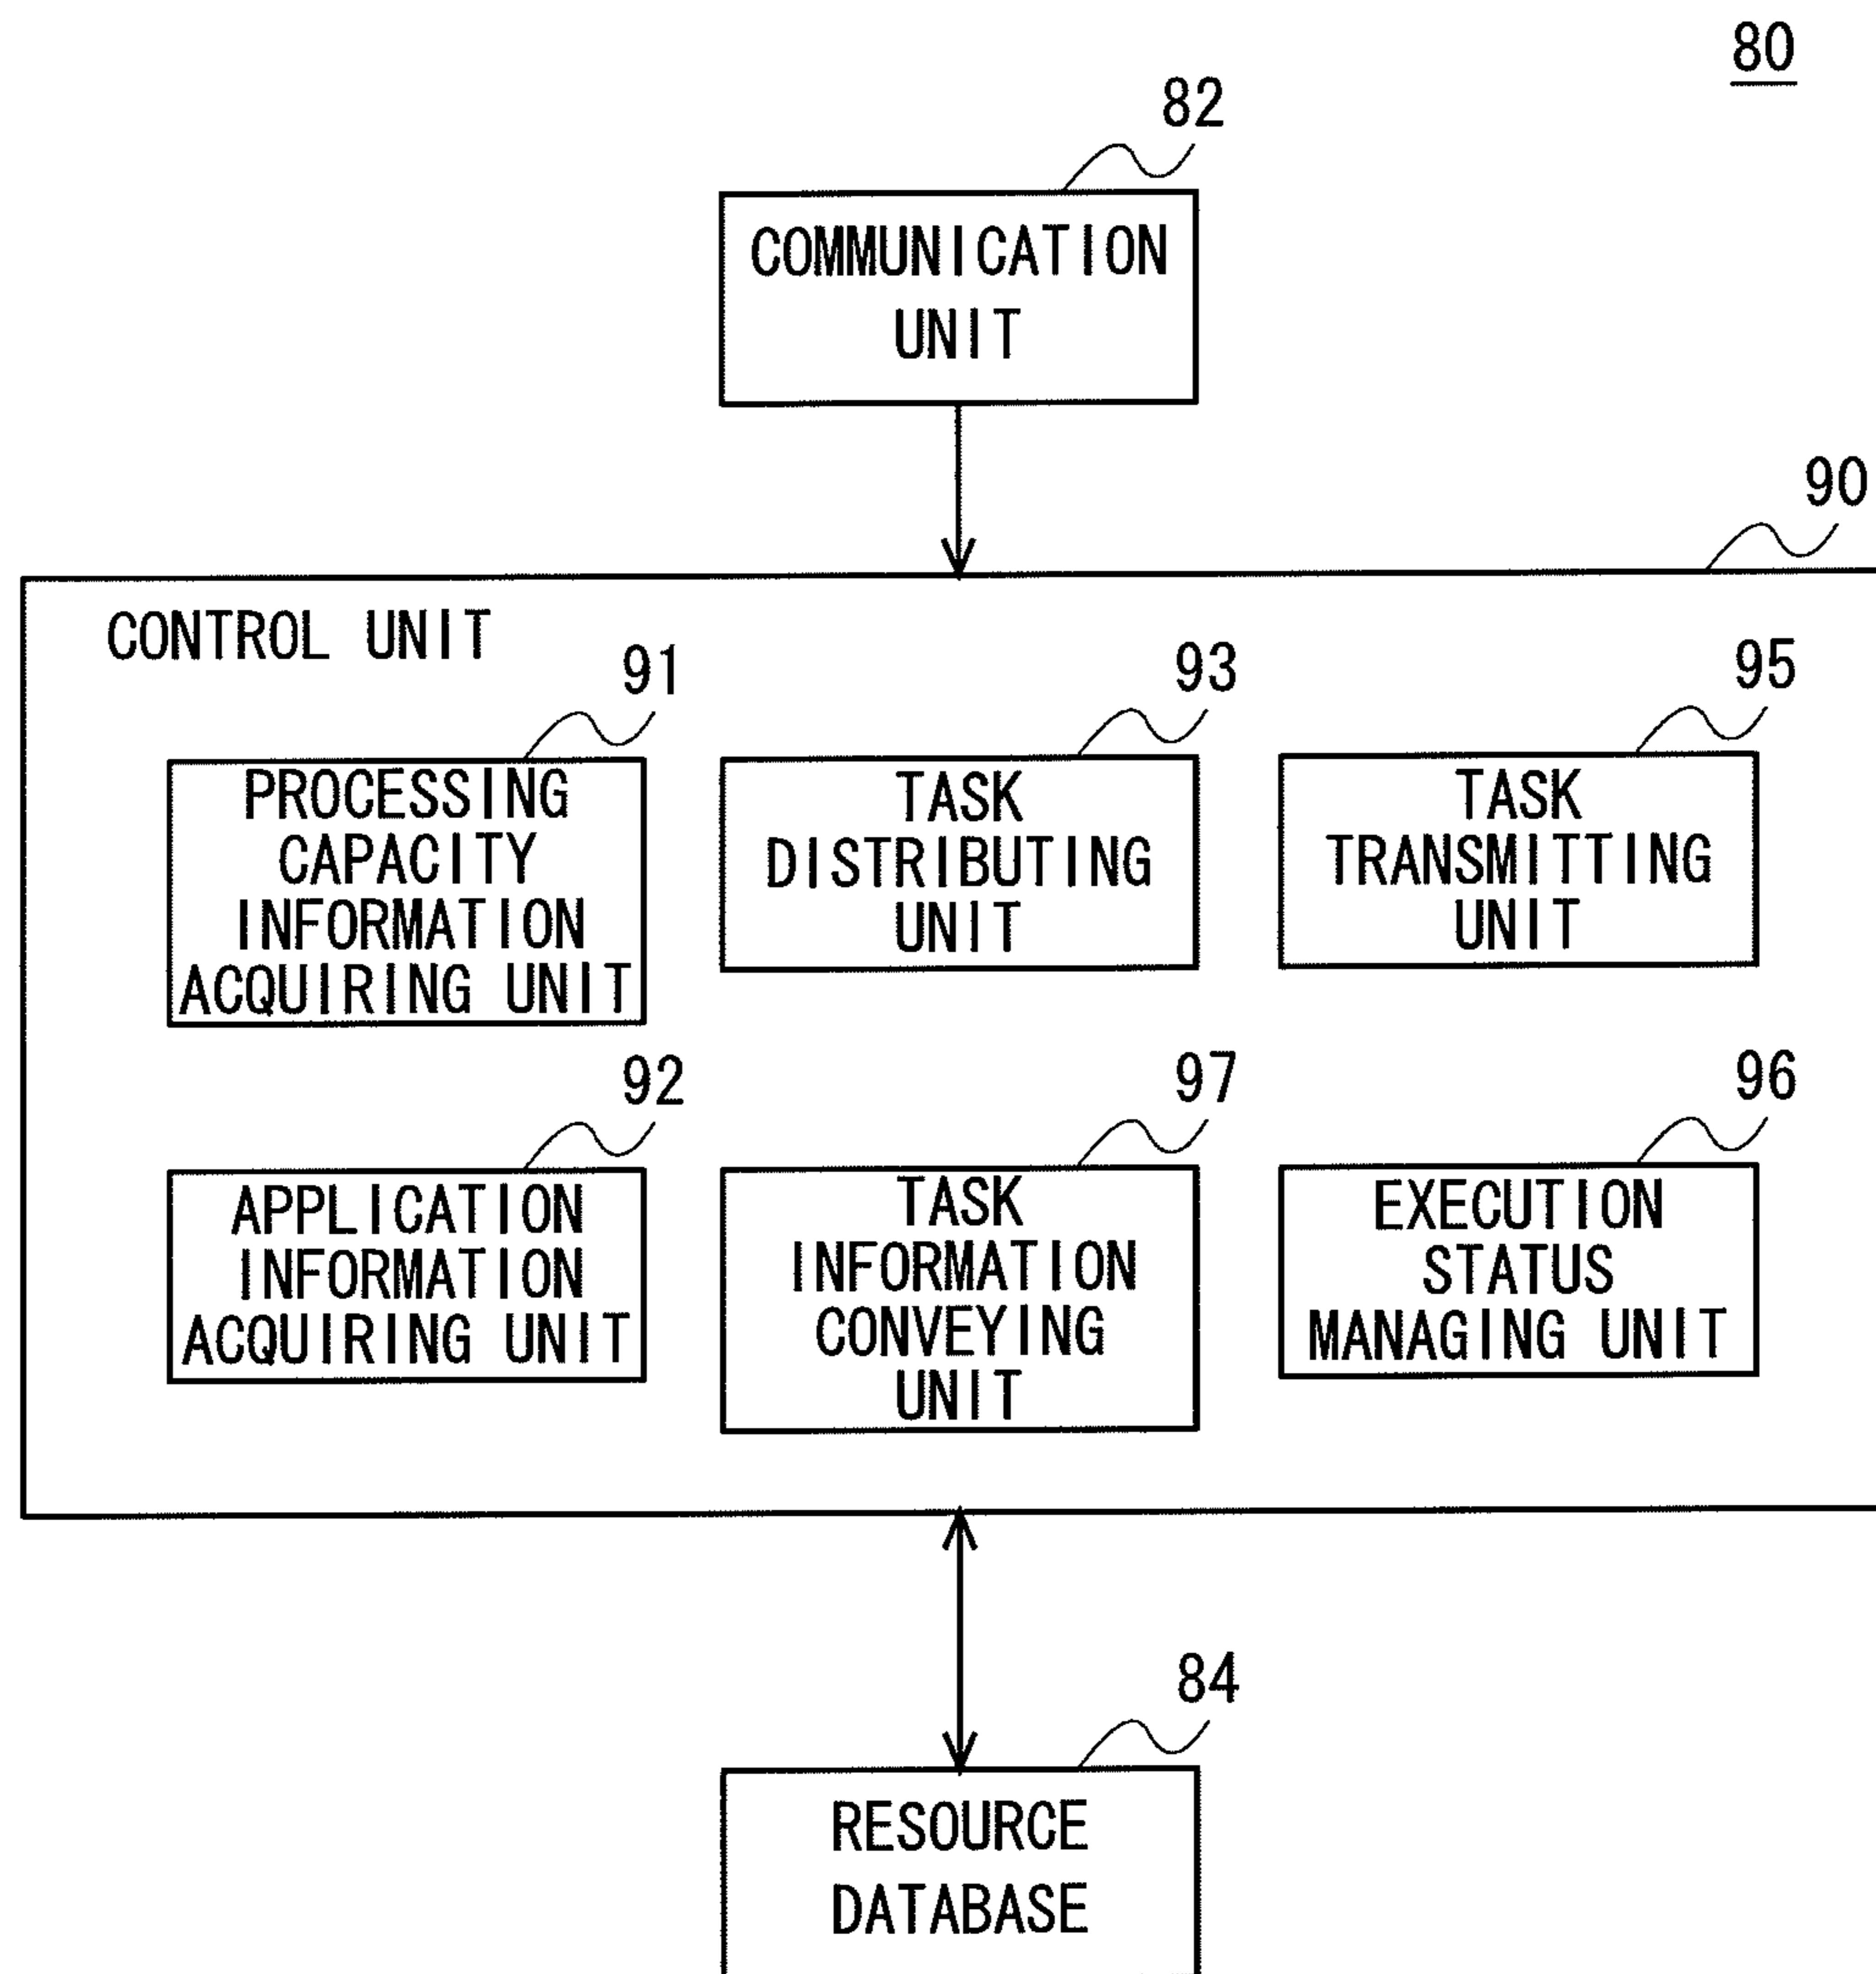 80
82
COMMUNICATION
UNIT
90
CONTROL UNIT
91
PROCESSING
CAPACITY
INFORMATION
ACQUIRING UNIT
93
TASK
DISTRIBUTING
UNIT
95
TASK
TRANSMITTING
UNIT
92
APPLICATION
INFORMATION
ACQUIRING UNIT
97
TASK
INFORMATION
CONVEYING
UNIT
96
EXECUTION
STATUS
MANAGING UNIT
84
RESOURCE
DATABASE